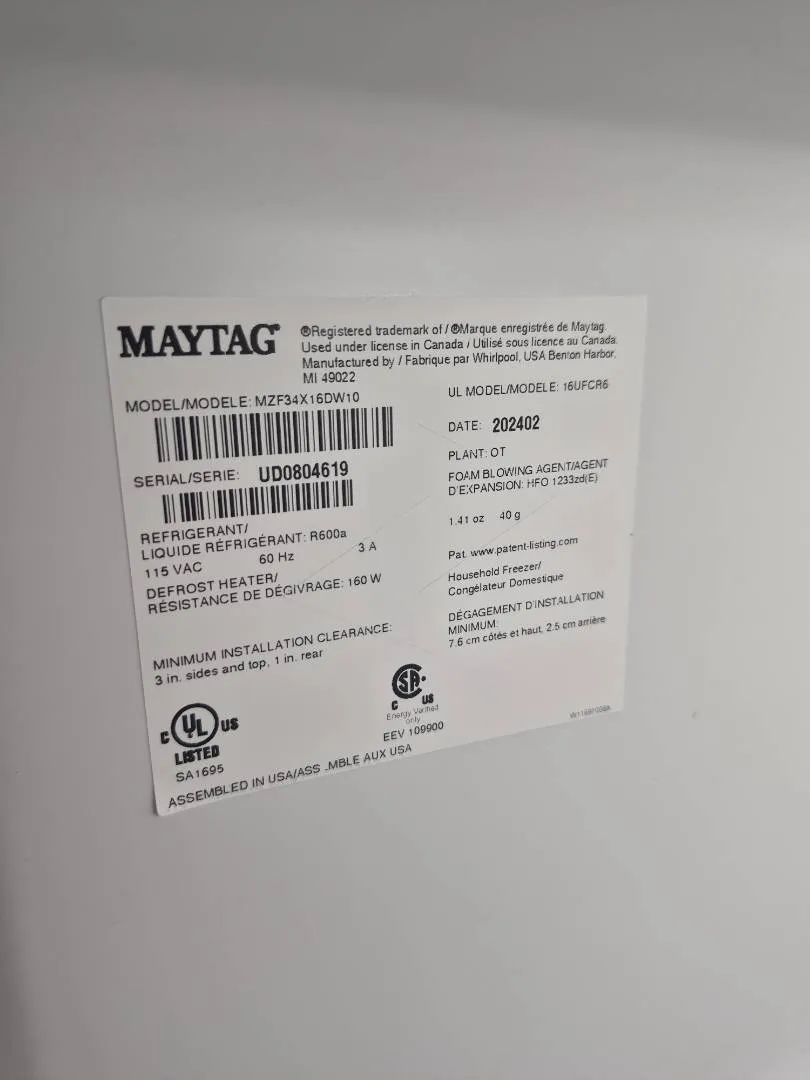 MAYTAG®
®Registered trademark of / ®Marque enregistrée de Maytag.
Used under license in Canada / Utilisé sous licence au Canada.
Manufactured by / Fabrique par Whirlpool, USA Benton Harbor,
MI 49022
MODEL/MODELE: MZF34X16DW10
SERIAL/SERIE: UD0804619
REFRIGERANT/
LIQUIDE RÉFRIGÉRANT: R600a
115 VAC 60 Hz 3 A
DEFROST HEATER/
RÉSISTANCE DE DÉGIVRAGE: 160 W
MINIMUM INSTALLATION CLEARANCE:
3 in. sides and top, 1 in. rear
UL MODEL/MODELE: 16UFCR6
DATE: 202402
PLANT: OT
FOAM BLOWING AGENT/AGENT
D'EXPANSION: HFO 1233zd(E)
1.41 oz 40 g
Pat. www.patent-listing.com
Household Freezer/
Congélateur Domestique
DÉGAGEMENT D'INSTALLATION
MINIMUM:
7.6 cm côtés et haut, 2.5 cm arrière
C UL US
LISTED
SA1695
SA
C US
Energy Verified
only
EEV 109900
ASSEMBLED IN USA/ASS .MBLE AUX USA